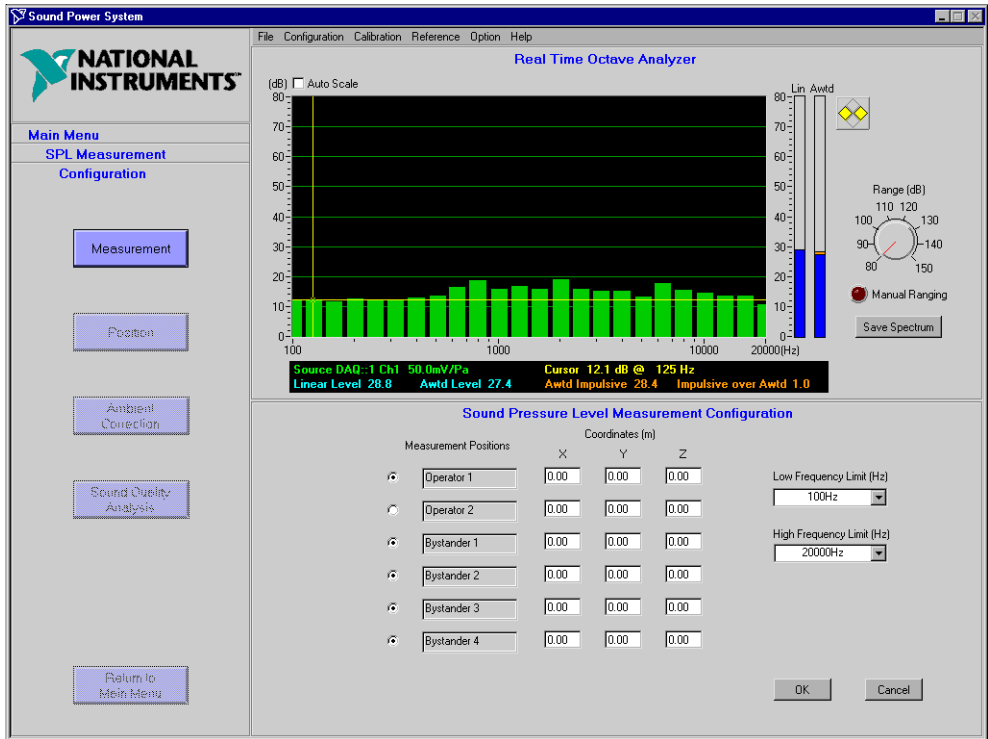 Sound Power System
NATIONAL
INSTRUMENTS
Main Menu
SPL Measurement
Configuration
Measurement
Position
Ambient
Correction
Sound Quality
Analysis
Return to
Main Menu
File Configuration Calibration Reference Option Help
Real Time Octave Analyzer
(dB) Auto Scale
80
70
60
50
40
30
20
10
0
100 1000 10000 20000(Hz)
Lin Awtd
80
70
60
50
40
30
20
10
0
Range (dB)
110 120
100 130
90 140
80 150
Manual Ranging
Save Spectrum
Source DAQ::1 Ch1 50.0mV/Pa Cursor 12.1 dB @ 125 Hz
Linear Level 28.8 Awtd Level 27.4 Awtd Impulsive 28.4 Impulsive over Awtd 1.0
Sound Pressure Level Measurement Configuration
Coordinates (m)
Measurement Positions X Y Z
Operator 1 0.00 0.00 0.00
Operator 2 0.00 0.00 0.00
Bystander 1 0.00 0.00 0.00
Bystander 2 0.00 0.00 0.00
Bystander 3 0.00 0.00 0.00
Bystander 4 0.00 0.00 0.00
Low Frequency Limit (Hz)
100Hz
High Frequency Limit (Hz)
20000Hz
OK Cancel